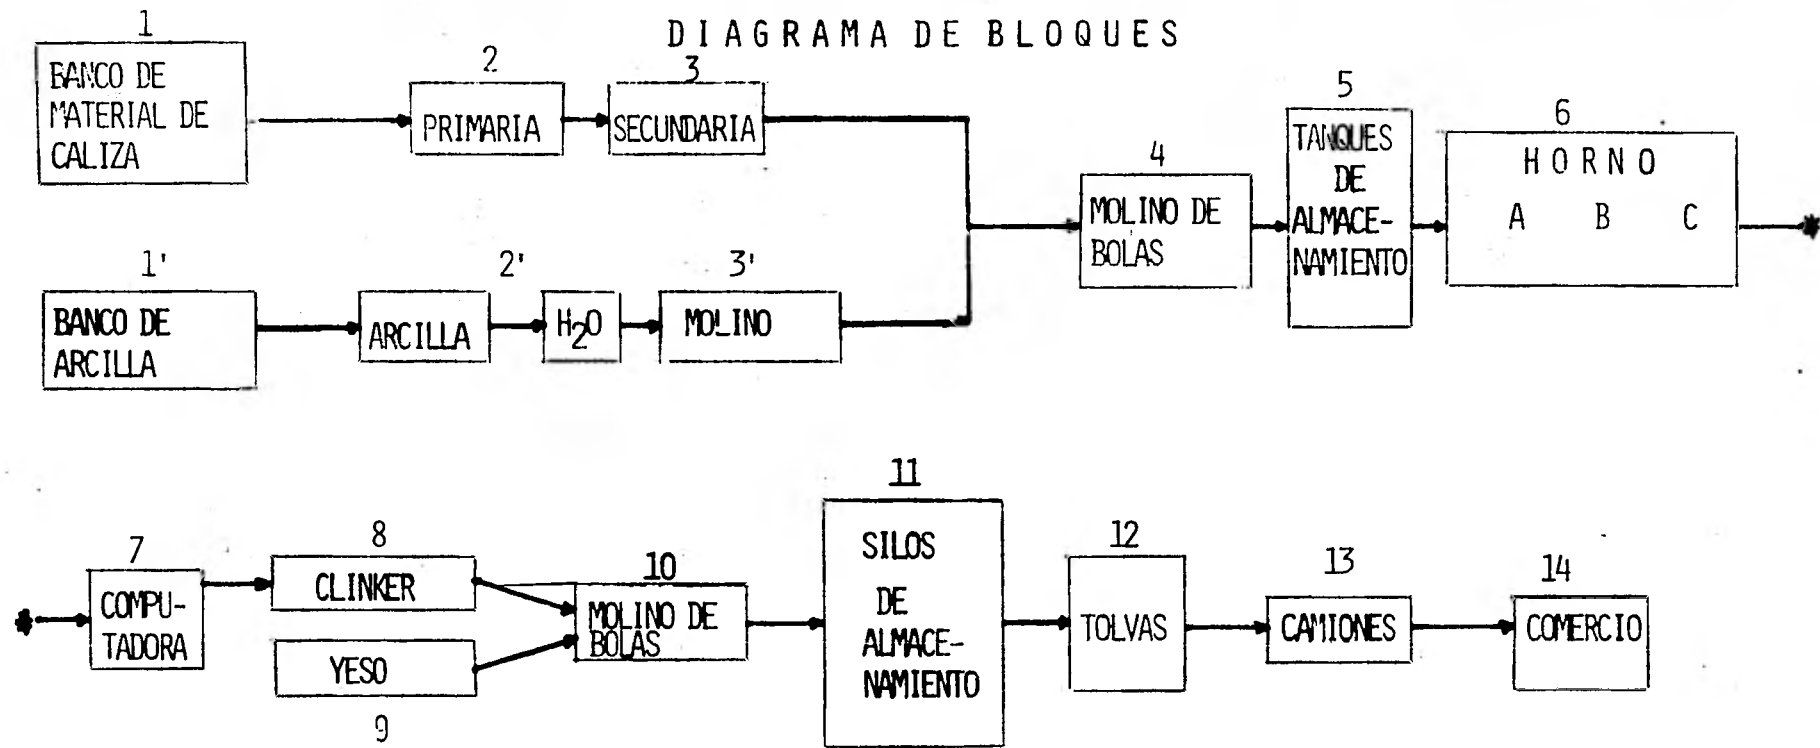 DIAGRAMA DE BLOQUES
1
BANCO DE
MATERIAL DE
CALIZA
2
PRIMARIA
3
SECUNDARIA
1'
BANCO DE
ARCILLA
2'
ARCILLA
H2O
3'
MOLINO
4
MOLINO DE
BOLAS
5
TANQUES
DE
ALMACE-
NAMIENTO
6
HORNO
A B C
*
*
7
COMPU-
TADORA
8
CLINKER
YESO
9
10
MOLINO DE
BOLAS
11
SILOS
DE
ALMACE-
NAMIENTO
12
TOLVAS
13
CAMIONES
14
COMERCIO